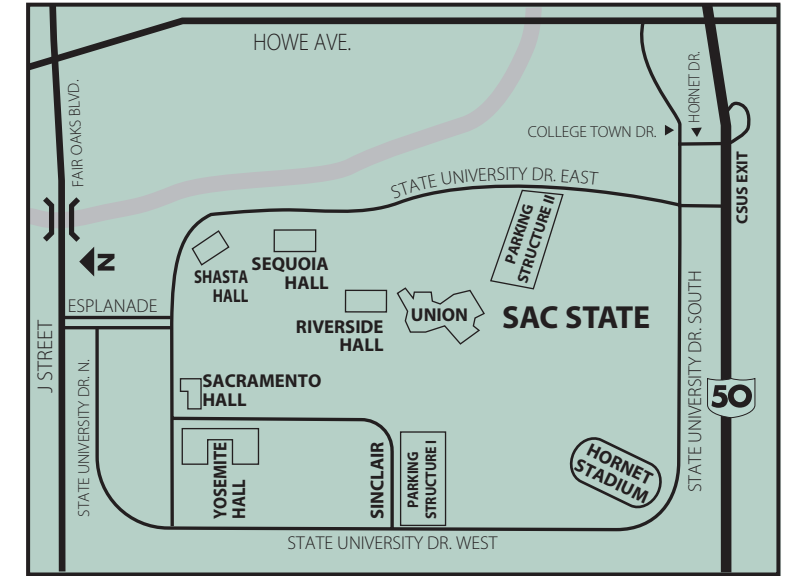 HOWE AVE.
FAIR OAKS BLVD.
HORNET DR.
COLLEGE TOWN DR.
CSUS EXIT
STATE UNIVERSITY DR. EAST
PARKING
STRUCTURE II
N
SHASTA
HALL
SEQUOIA
HALL
ESPLANADE
RIVERSIDE
HALL
UNION
SAC STATE
J STREET
STATE UNIVERSITY DR. N.
SACRAMENTO
HALL
STATE UNIVERSITY DR. SOUTH
50
YOSEMITE
HALL
SINCLAIR
PARKING
STRUCTURE I
HORNET
STADIUM
STATE UNIVERSITY DR. WEST